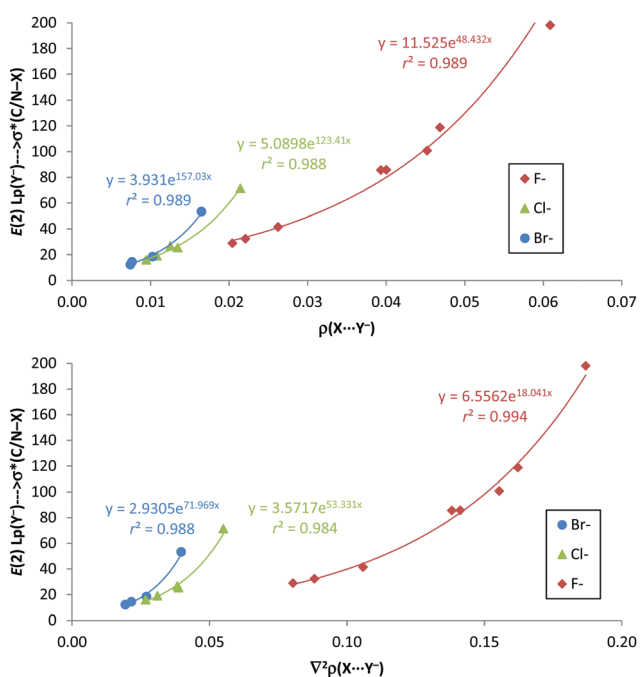 200
180
160
140
120
100
80
60
40
20
0
E(2) Lp(Y⁻)--->σ*(C/N–X)
y = 11.525e^48.432x
r² = 0.989
y = 5.0898e^123.41x
r² = 0.988
y = 3.931e^157.03x
r² = 0.989
F-
Cl-
Br-
0.00 0.01 0.02 0.03 0.04 0.05 0.06 0.07
ρ(X···Y⁻)
200
180
160
140
120
100
80
60
40
20
0
E(2) Lp(Y⁻)--->σ*(C/N–X)
y = 6.5562e^18.041x
r² = 0.994
y = 2.9305e^71.969x
r² = 0.988
y = 3.5717e^53.331x
r² = 0.984
Br-
Cl-
F-
0.00 0.05 0.10 0.15 0.20
∇²ρ(X···Y⁻)